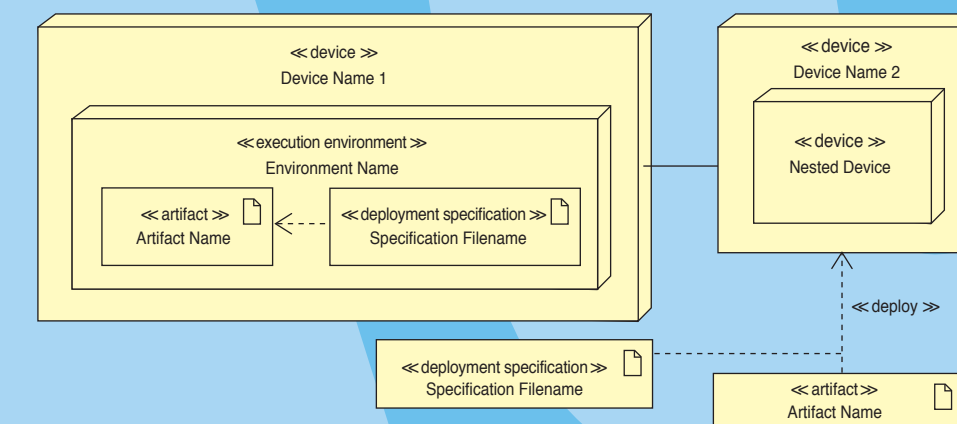 ≪device≫
Device Name 1
≪execution environment≫
Environment Name
≪artifact≫
Artifact Name
≪deployment specification≫
Specification Filename
≪device≫
Device Name 2
≪device≫
Nested Device
≪deploy≫
≪deployment specification≫
Specification Filename
≪artifact≫
Artifact Name